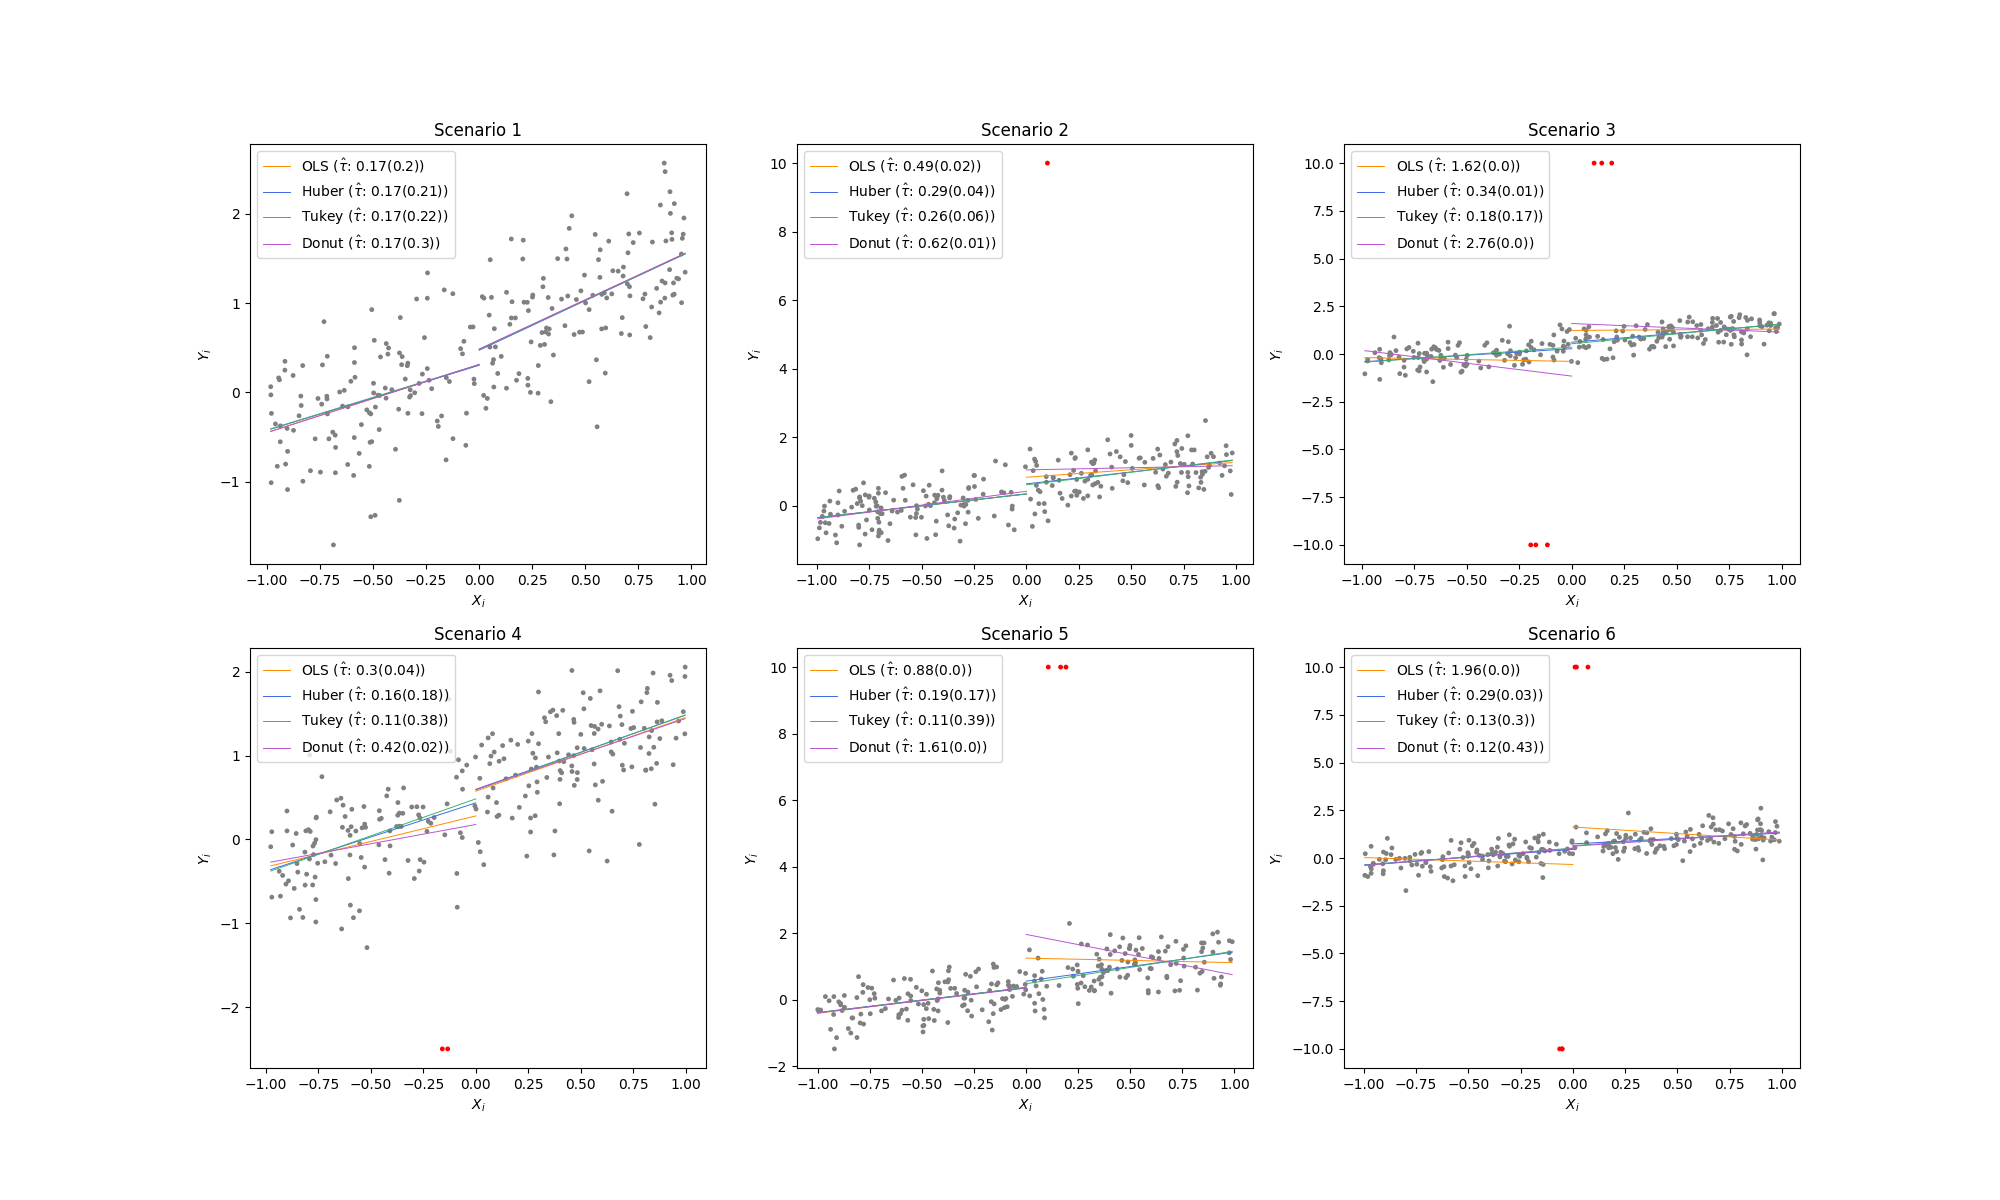 Scenario 1
OLS (τ̂: 0.17(0.2))
Huber (τ̂: 0.17(0.21))
Tukey (τ̂: 0.17(0.22))
Donut (τ̂: 0.17(0.3))
2
1
0
−1
Yi
−1.00 −0.75 −0.50 −0.25 0.00 0.25 0.50 0.75 1.00
Xi
Scenario 2
OLS (τ̂: 0.49(0.02))
Huber (τ̂: 0.29(0.04))
Tukey (τ̂: 0.26(0.06))
Donut (τ̂: 0.62(0.01))
10
8
6
4
2
0
Yi
−1.00 −0.75 −0.50 −0.25 0.00 0.25 0.50 0.75 1.00
Xi
Scenario 3
OLS (τ̂: 1.62(0.0))
Huber (τ̂: 0.34(0.01))
Tukey (τ̂: 0.18(0.17))
Donut (τ̂: 2.76(0.0))
10.0
7.5
5.0
2.5
0.0
−2.5
−5.0
−7.5
−10.0
Yi
−1.00 −0.75 −0.50 −0.25 0.00 0.25 0.50 0.75 1.00
Xi
Scenario 4
OLS (τ̂: 0.3(0.04))
Huber (τ̂: 0.16(0.18))
Tukey (τ̂: 0.11(0.38))
Donut (τ̂: 0.42(0.02))
2
1
0
−1
−2
Yi
−1.00 −0.75 −0.50 −0.25 0.00 0.25 0.50 0.75 1.00
Xi
Scenario 5
OLS (τ̂: 0.88(0.0))
Huber (τ̂: 0.19(0.17))
Tukey (τ̂: 0.11(0.39))
Donut (τ̂: 1.61(0.0))
10
8
6
4
2
0
−2
Yi
−1.00 −0.75 −0.50 −0.25 0.00 0.25 0.50 0.75 1.00
Xi
Scenario 6
OLS (τ̂: 1.96(0.0))
Huber (τ̂: 0.29(0.03))
Tukey (τ̂: 0.13(0.3))
Donut (τ̂: 0.12(0.43))
10.0
7.5
5.0
2.5
0.0
−2.5
−5.0
−7.5
−10.0
Yi
−1.00 −0.75 −0.50 −0.25 0.00 0.25 0.50 0.75 1.00
Xi